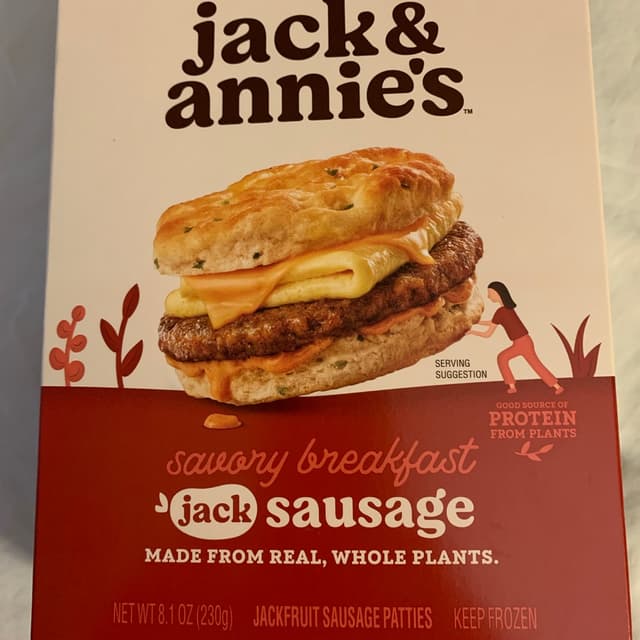 jack &
annie's™
SERVING
SUGGESTION
GOOD SOURCE OF
PROTEIN
FROM PLANTS
savory breakfast
jack sausage
MADE FROM REAL, WHOLE PLANTS.
NET WT 8.1 OZ (230g) JACKFRUIT SAUSAGE PATTIES KEEP FROZEN